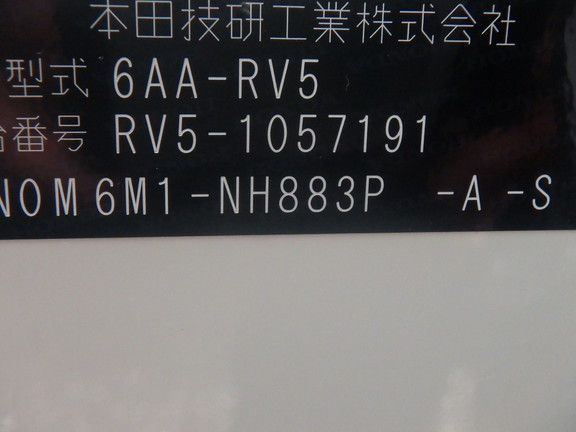 本田技研工業株式会社
型式 6AA-RV5
台番号 RV5-1057191
NOM6M1-NH883P -A -S